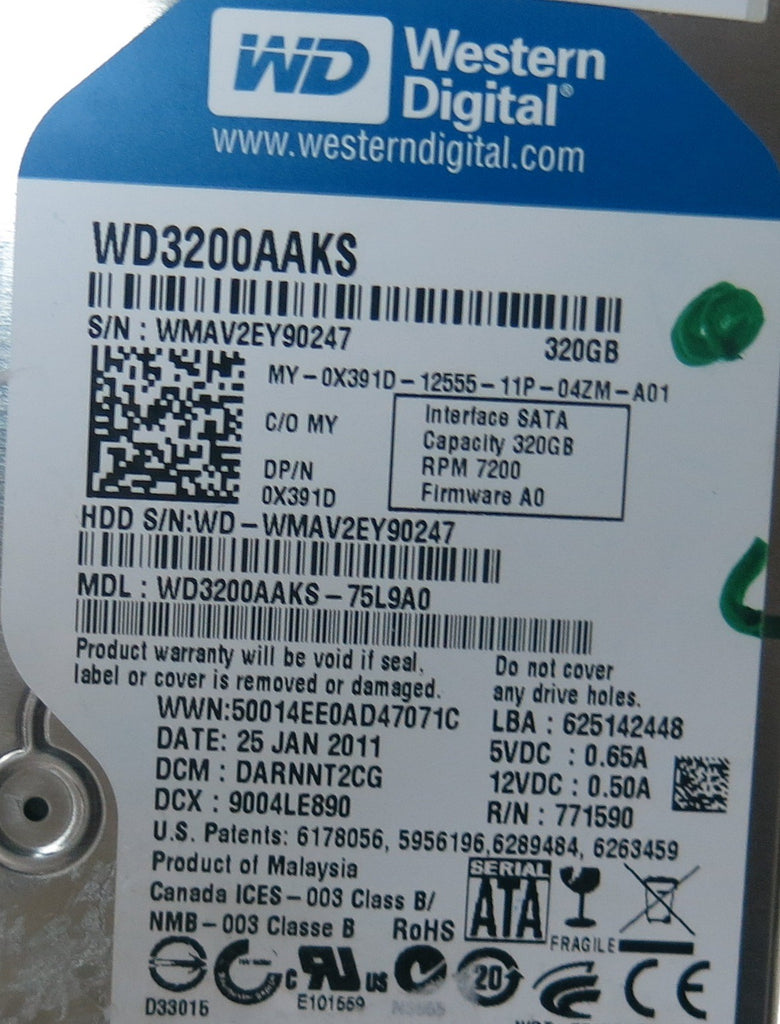 WD Western
Digital®
www.westerndigital.com
WD3200AAKS
S/N : WMAV2EY90247
320GB
MY-0X391D-12555-11P-04ZM-A01
C/O MY
Interface SATA
Capacity 320GB
RPM 7200
Firmware A0
DP/N
0X391D
HDD S/N:WD-WMAV2EY90247
MDL : WD3200AAKS-75L9A0
Product warranty will be void if seal,
label or cover is removed or damaged.
Do not cover
any drive holes.
WWN:50014EE0AD47071C
DATE: 25 JAN 2011
DCM : DARNNT2CG
DCX : 9004LE890
LBA : 625142448
5VDC : 0.65A
12VDC : 0.50A
R/N : 771590
U.S. Patents: 6178056, 5956196,6289484, 6263459
Product of Malaysia
Canada ICES-003 Class B/
NMB-003 Classe B
RoHS
SERIAL
ATA
FRAGILE
c US
20
CE
D33015
E101559